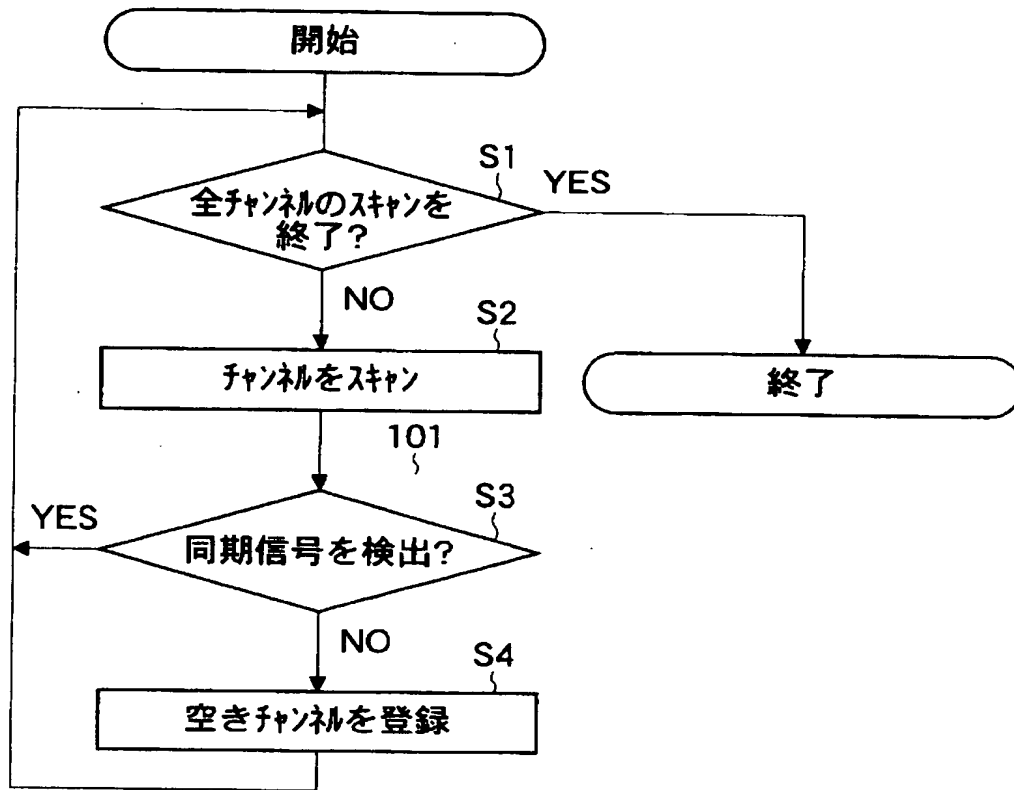 開始
S1
YES
全チャンネルのスキャンを
終了?
NO
S2
チャンネルをスキャン
終了
101
S3
YES
同期信号を検出?
NO
S4
空きチャンネルを登録